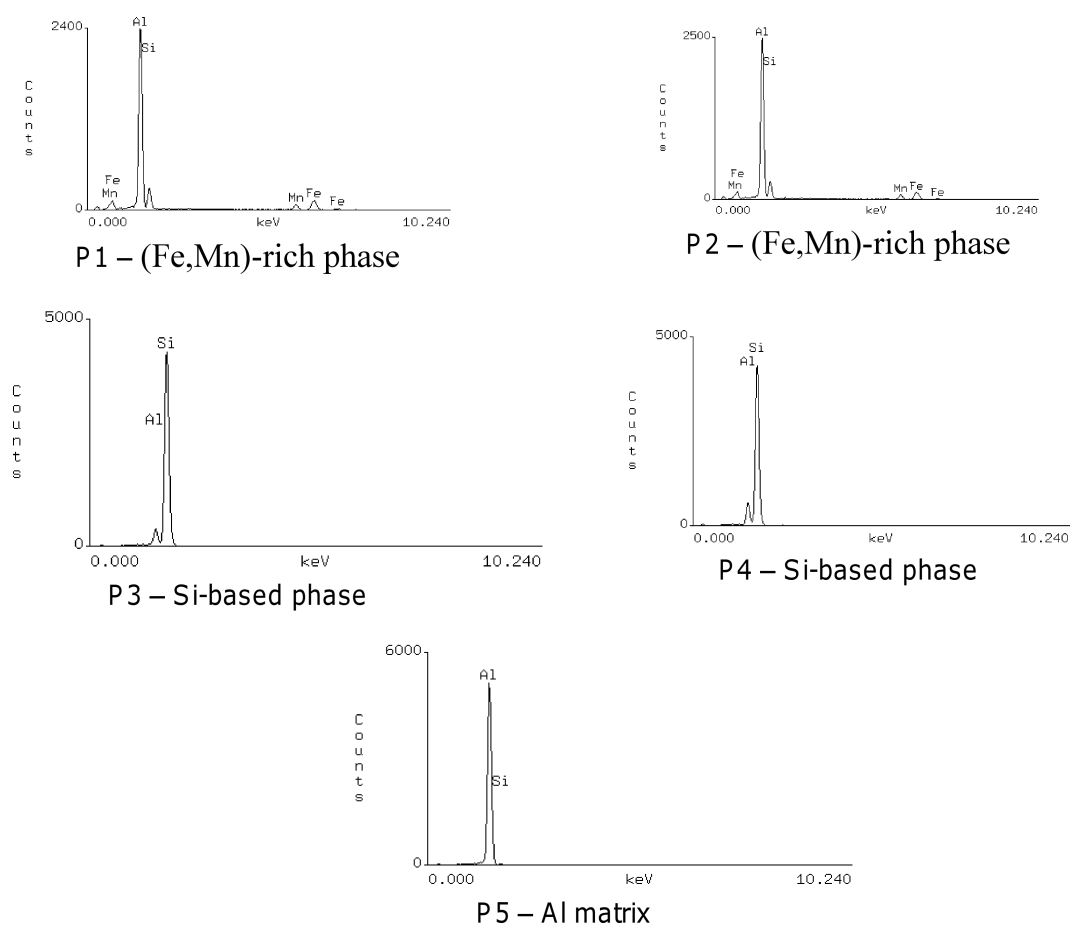 2400
Al
Si
Counts
Fe
Mn
Mn Fe Fe
0
0.000 keV 10.240
P1 – (Fe,Mn)-rich phase
2500
Al
Si
Counts
Fe
Mn
Mn Fe Fe
0
0.000 keV 10.240
P2 – (Fe,Mn)-rich phase
5000
Si
Al
Counts
0
0.000 keV 10.240
P3 – Si-based phase
5000
Si
Al
Counts
0
0.000 keV 10.240
P4 – Si-based phase
6000
Al
Si
Counts
0
0.000 keV 10.240
P5 – Al matrix